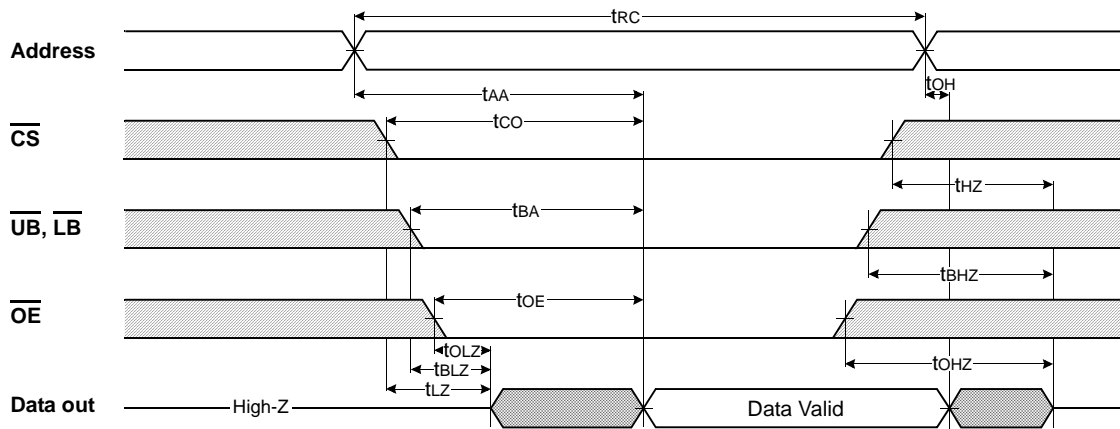 tRC
Address
tOH
tAA
CS
tCO
tHZ
UB, LB
tBA
tBHZ
OE
tOE
tOLZ
tOHZ
tBLZ
tLZ
Data out
High-Z
Data Valid